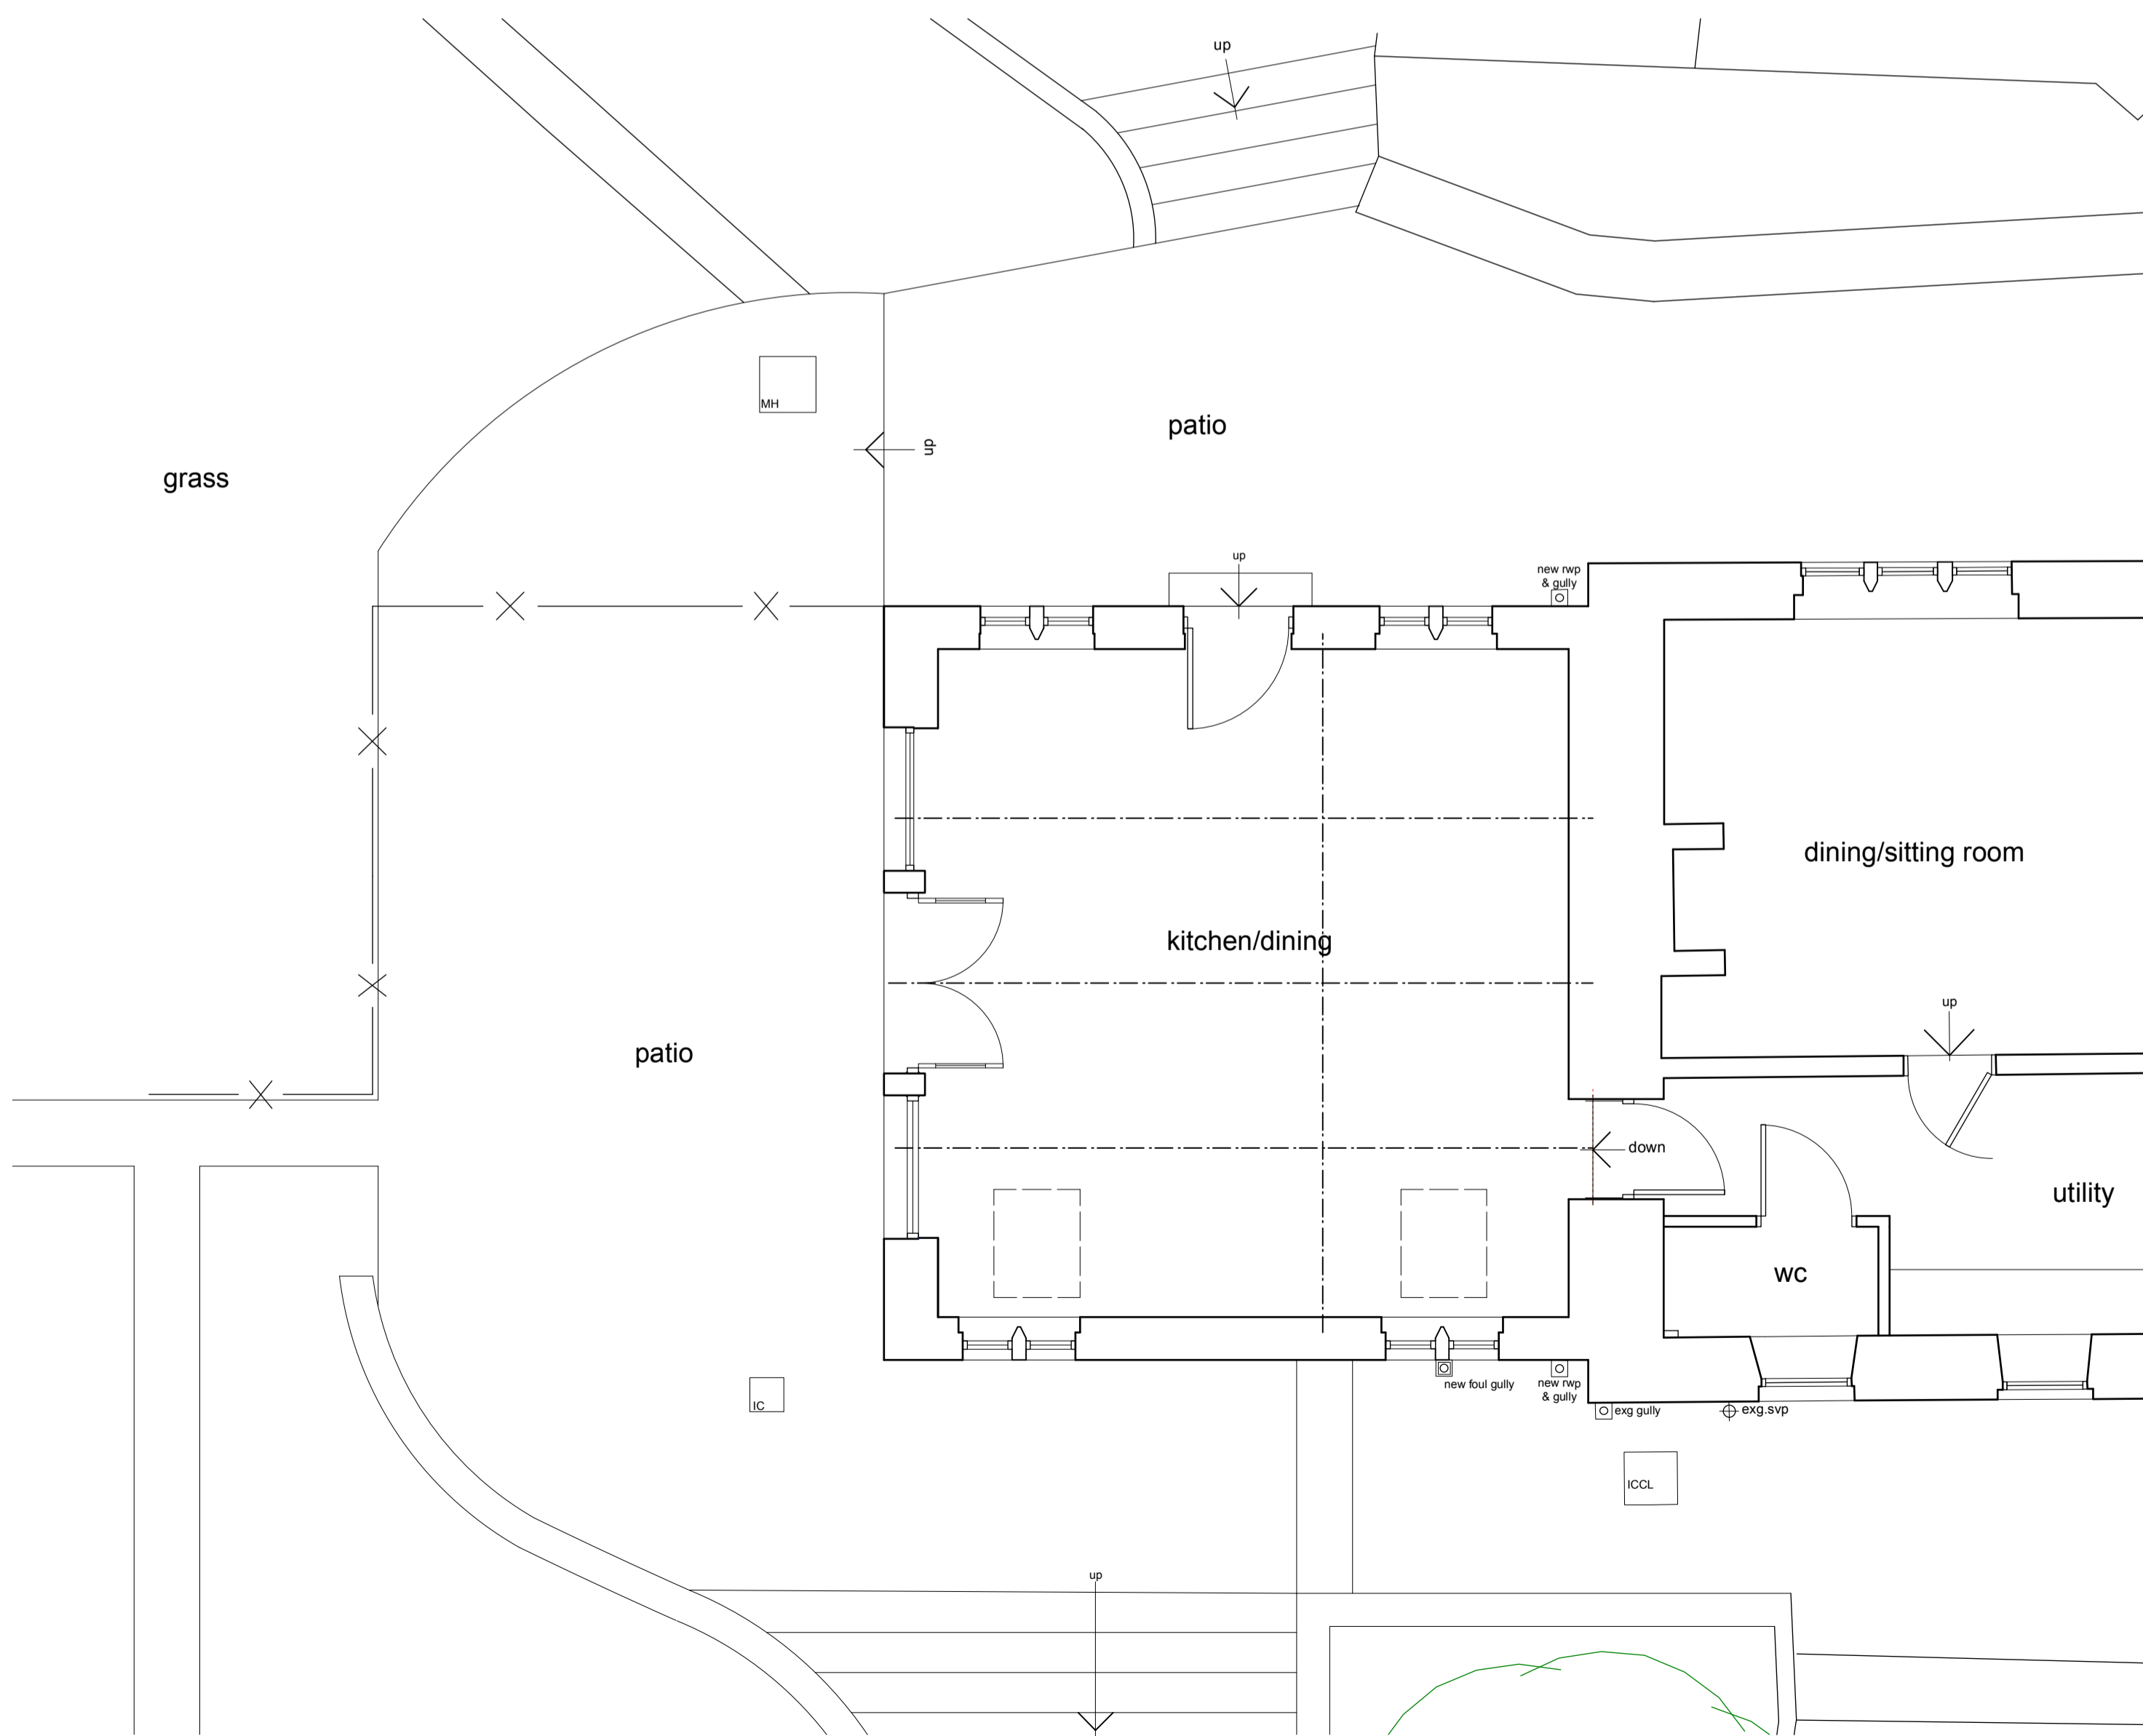 up
MH
dn
patio
grass
up
new rwp
& gully
dining/sitting room
kitchen/dining
up
patio
down
utility
wc
IC
new foul gully
new rwp
& gully
exg gully
exg.svp
ICCL
up